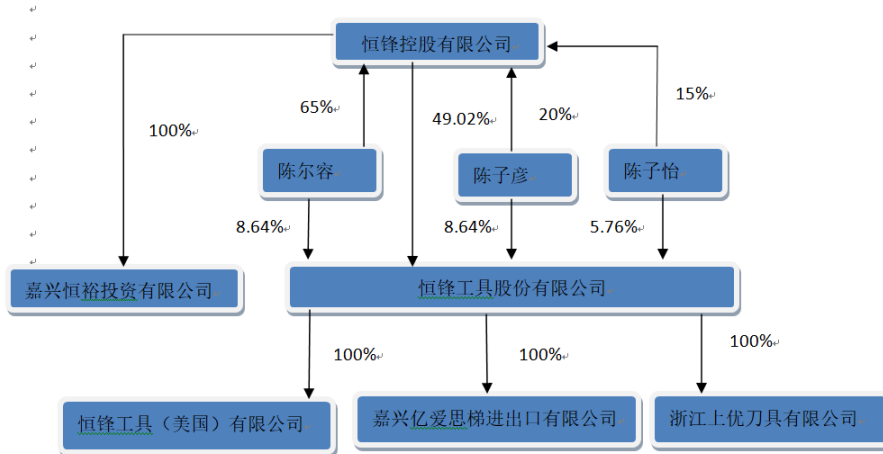 恒锋控股有限公司
65%
49.02%
20%
15%
100%
陈尔容
陈子彦
陈子怡
8.64%
8.64%
5.76%
嘉兴恒裕投资有限公司
恒锋工具股份有限公司
100%
100%
100%
恒锋工具（美国）有限公司
嘉兴亿爱思梯进出口有限公司
浙江上优刀具有限公司